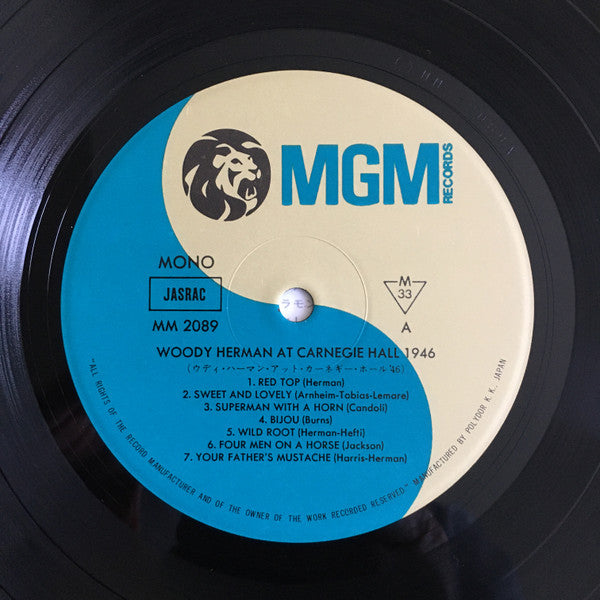 MGM
RECORDS
MONO
JASRAC
MM 2089
M
33
A
ラモ
WOODY HERMAN AT CARNEGIE HALL 1946
(ウディ・ハーマン・アット・カーネギー・ホール'46)
1. RED TOP (Herman)
2. SWEET AND LOVELY (Arnheim-Tobias-Lemore)
3. SUPERMAN WITH A HORN (Candoli)
4. BIJOU (Burns)
5. WILD ROOT (Herman-Hefti)
6. FOUR MEN ON A HORSE (Jackson)
7. YOUR FATHER'S MUSTACHE (Harris-Herman)
"ALL RIGHTS OF THE RECORD MANUFACTURER AND OF THE OWNER OF THE WORK RECORDED RESERVED" MANUFACTURED BY POLYDOR K. K. JAPAN